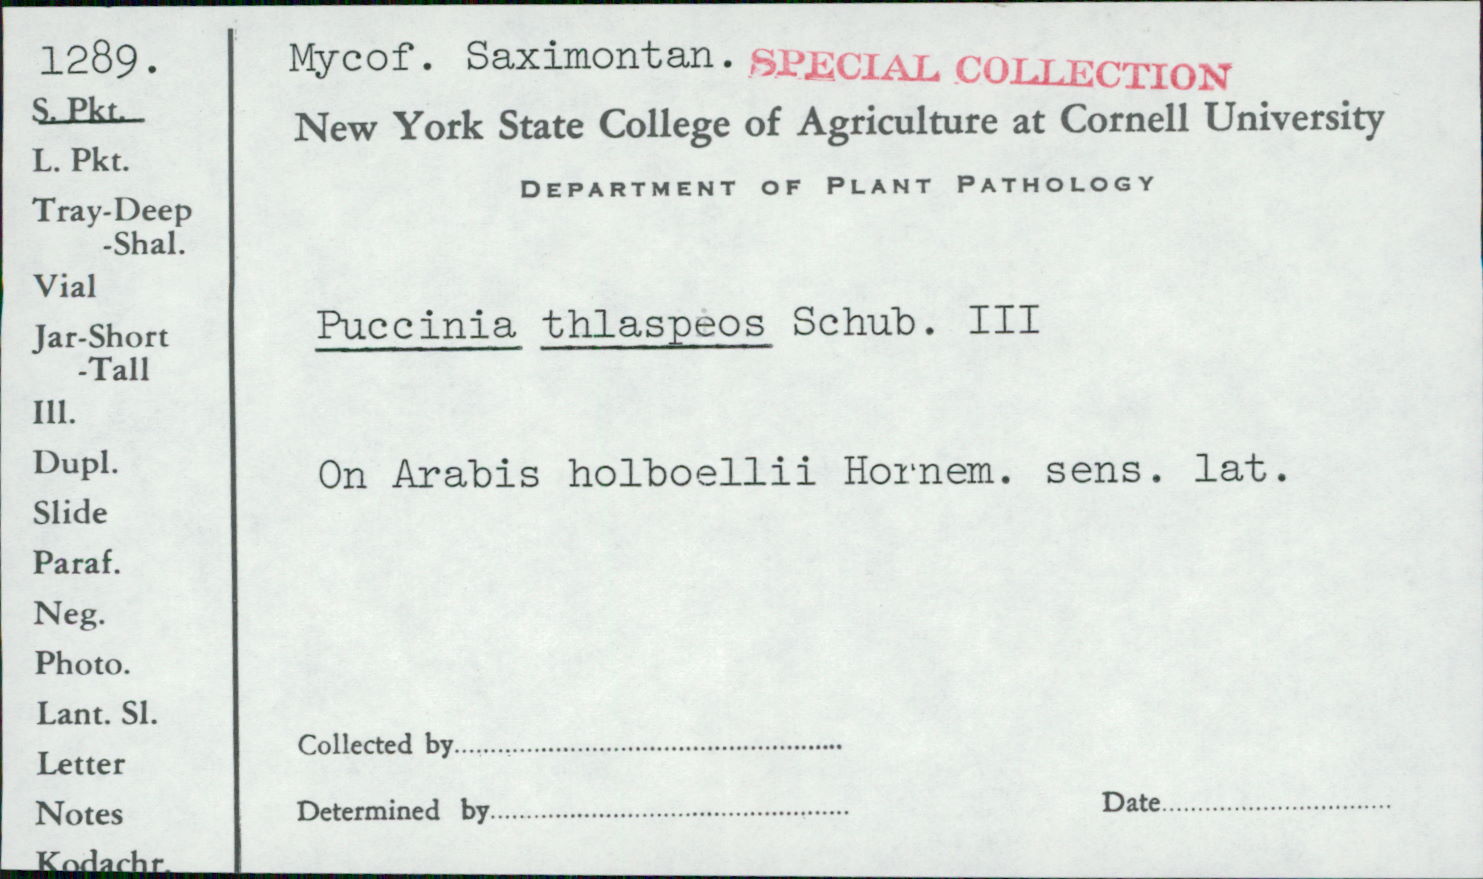 1289.
S. Pkt.
L. Pkt.
Tray-Deep
-Shal.
Vial
Jar-Short
-Tall
Ill.
Dupl.
Slide
Paraf.
Neg.
Photo.
Lant. Sl.
Letter
Notes
Kodachr.
Mycof. Saximontan. SPECIAL COLLECTION
New York State College of Agriculture at Cornell University
DEPARTMENT OF PLANT PATHOLOGY
Puccinia thlaspeos Schub. III
On Arabis holboellii Hornem. sens. lat.
Collected by
Determined by
Date